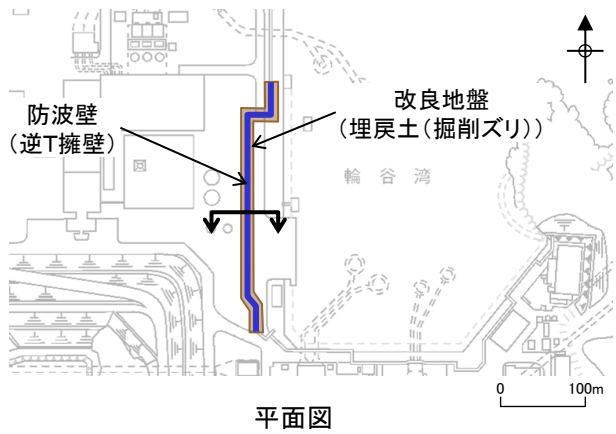 防波壁
(逆T擁壁)
改良地盤
(埋戻土(掘削ズリ))
輪谷湾
0 100m
平面図